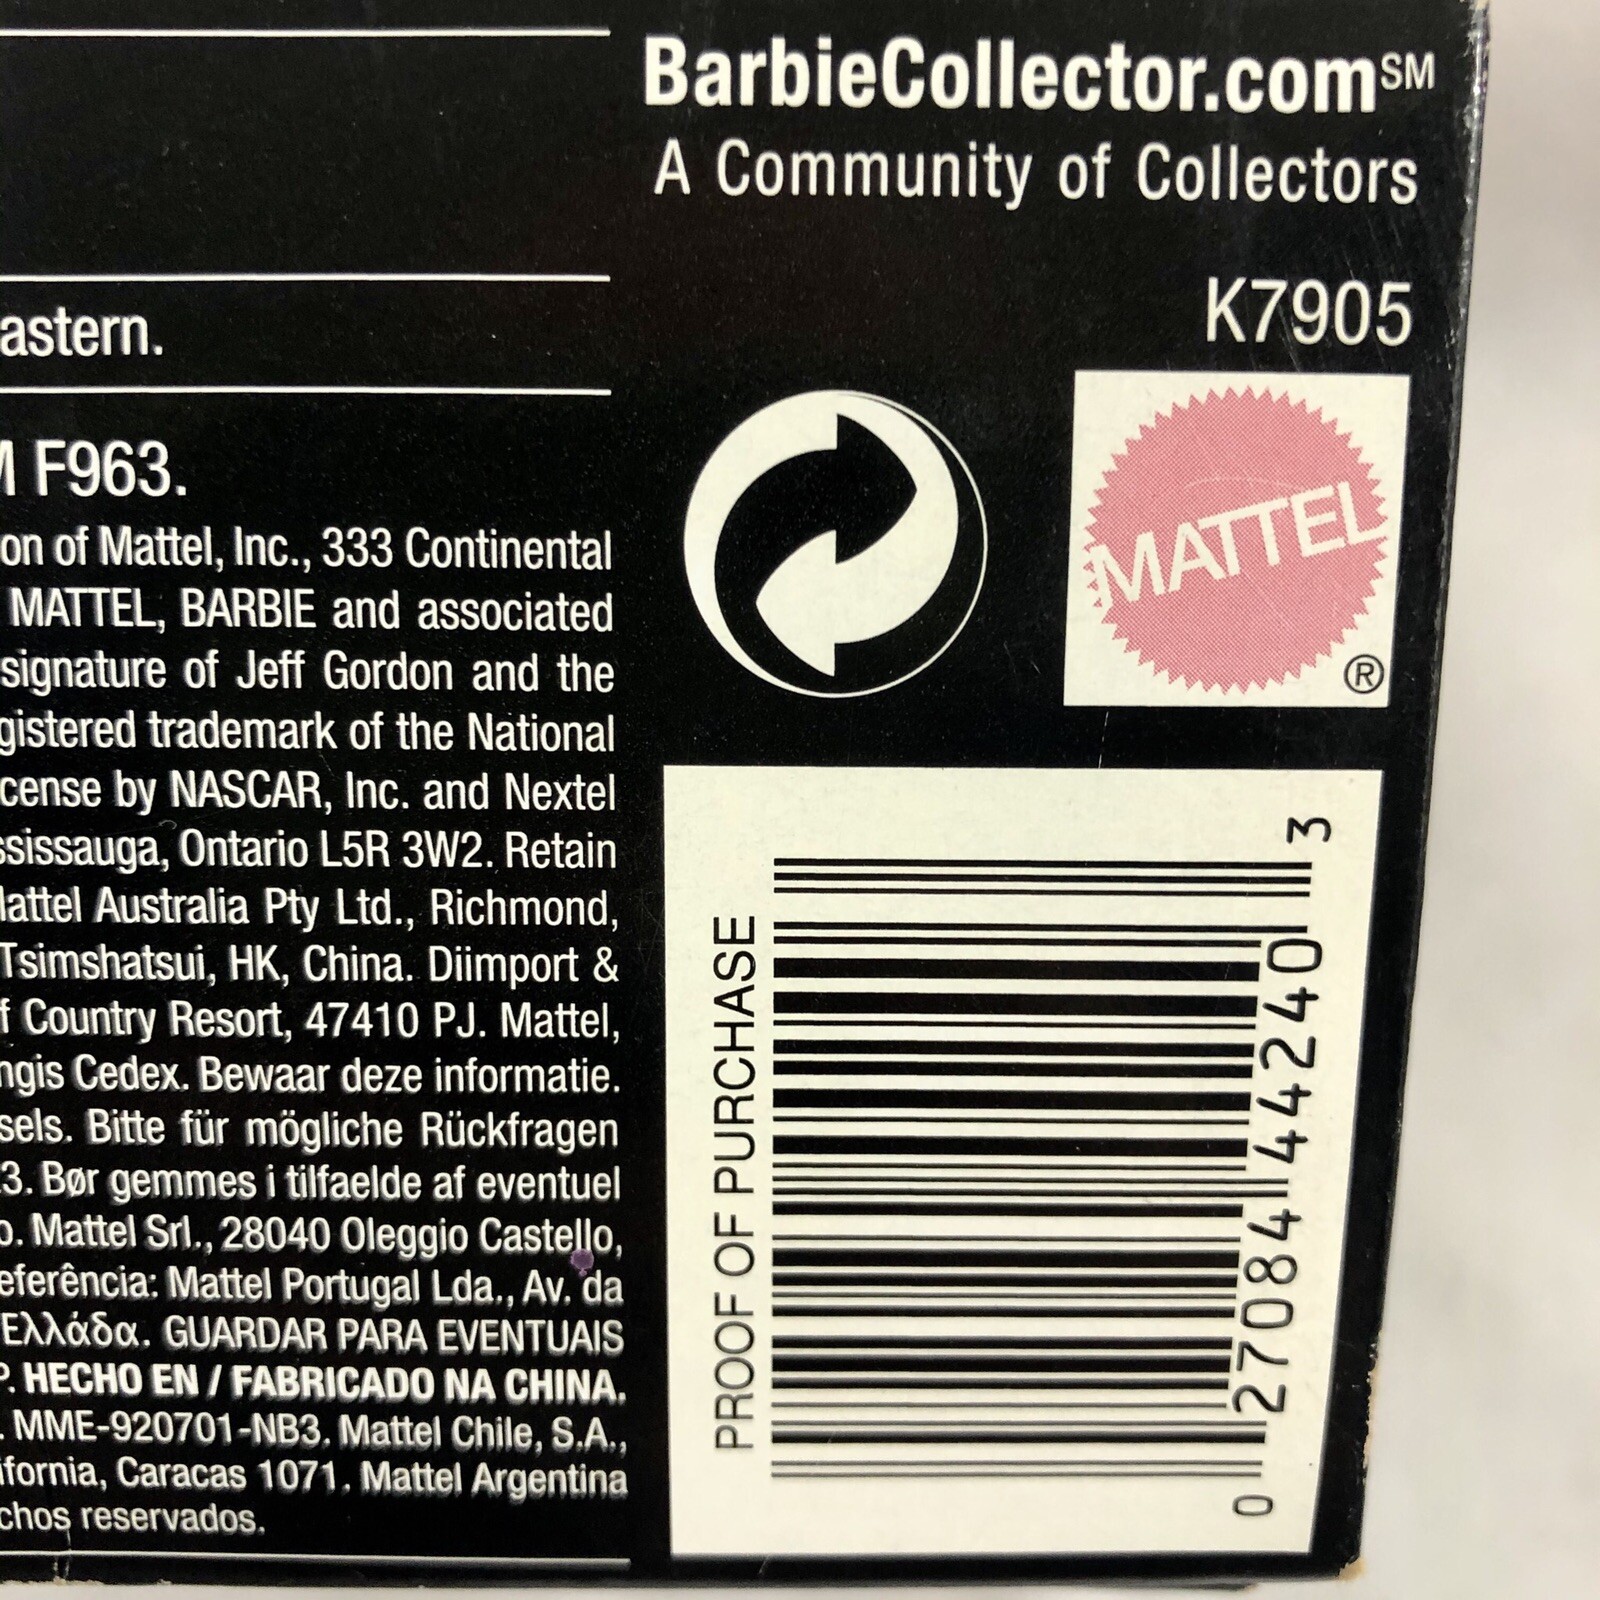 BarbieCollector.com℠
A Community of Collectors
K7905
MATTEL
®
astern.
F963.
on of Mattel, Inc., 333 Continental
MATTEL, BARBIE and associated
signature of Jeff Gordon and the
gistered trademark of the National
cense by NASCAR, Inc. and Nextel
ssissauga, Ontario L5R 3W2. Retain
attel Australia Pty Ltd., Richmond,
Tsimshatsui, HK, China. Diimport &
f Country Resort, 47410 PJ. Mattel,
ngis Cedex. Bewaar deze informatie.
sels. Bitte für mögliche Rückfragen
3. Bør gemmes i tilfaelde af eventuel
o. Mattel Srl., 28040 Oleggio Castello,
eferência: Mattel Portugal Lda., Av. da
Ελλάδα. GUARDAR PARA EVENTUAIS
P. HECHO EN / FABRICADO NA CHINA.
. MME-920701-NB3. Mattel Chile, S.A.,
ifornia, Caracas 1071. Mattel Argentina
chos reservados.
PROOF OF PURCHASE
0 27084 44240 3